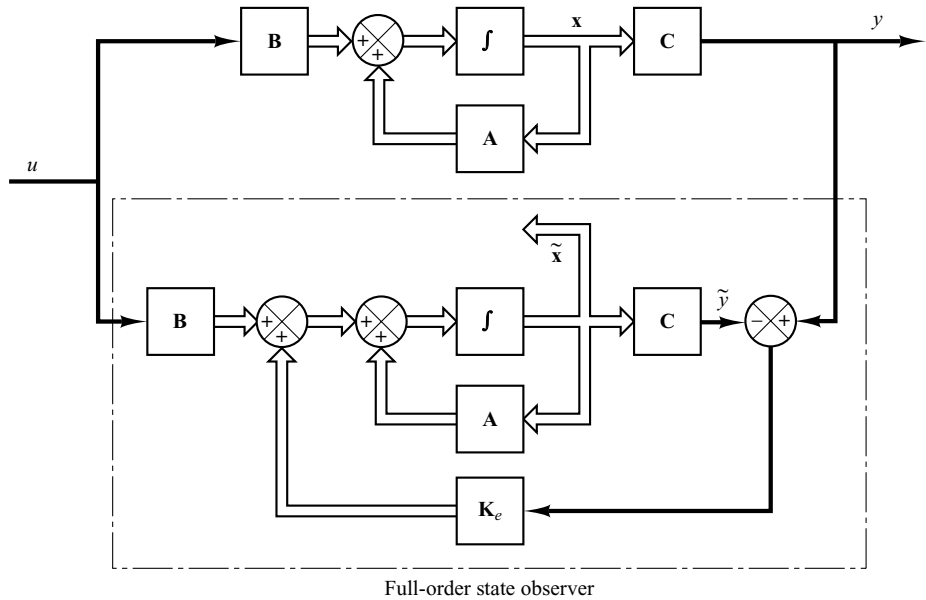 x
y
B
+
+
∫
C
A
u
x̃
B
+
+
+
+
∫
C
ỹ
−
+
A
Kₑ
Full-order state observer